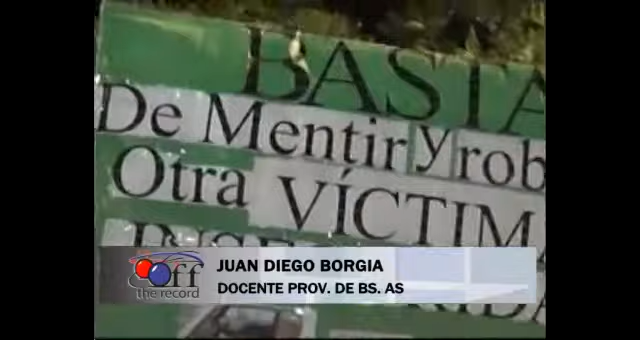 BASTA
De Mentir y rob
Otra VÍCTIMA
off
the record
JUAN DIEGO BORGIA
DOCENTE PROV. DE BS. AS